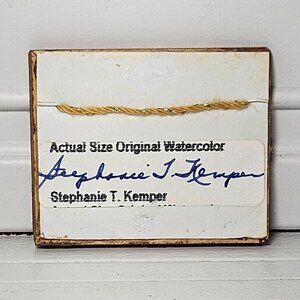 Actual Size Original Watercolor
Stephanie T. Kemper
Stephanie T. Kemper